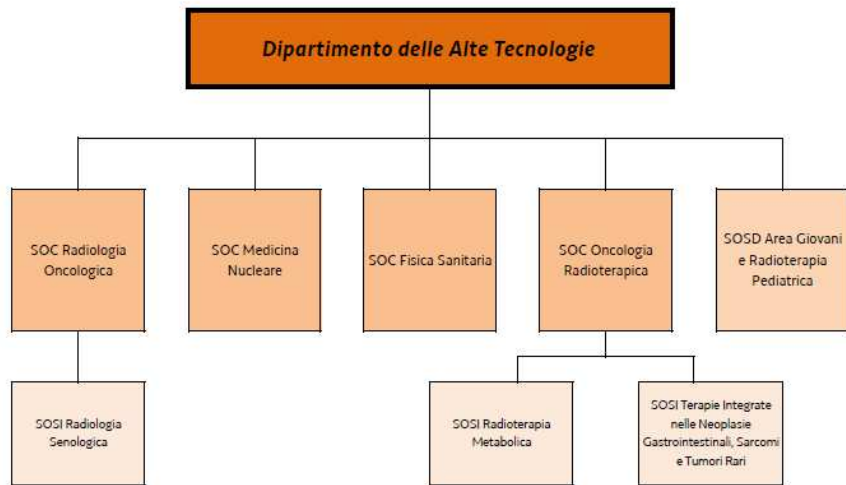 Dipartimento delle Alte Tecnologie
SOC Radiologia
Oncologica
SOC Medicina
Nucleare
SOC Fisica Sanitaria
SOC Oncologia
Radioterapica
SOSD Area Giovani
e Radioterapia
Pediatrica
SOSI Radiologia
Senologica
SOSI Radioterapia
Metabolica
SOSI Terapie Integrate
nelle Neoplasie
Gastrointestinali, Sarcomi
e Tumori Rari